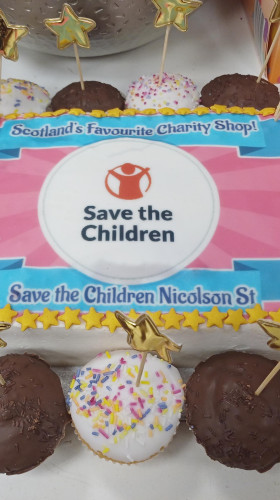 Scotland's Favourite Charity Shop!
Save the
Children
Save the Children Nicolson St